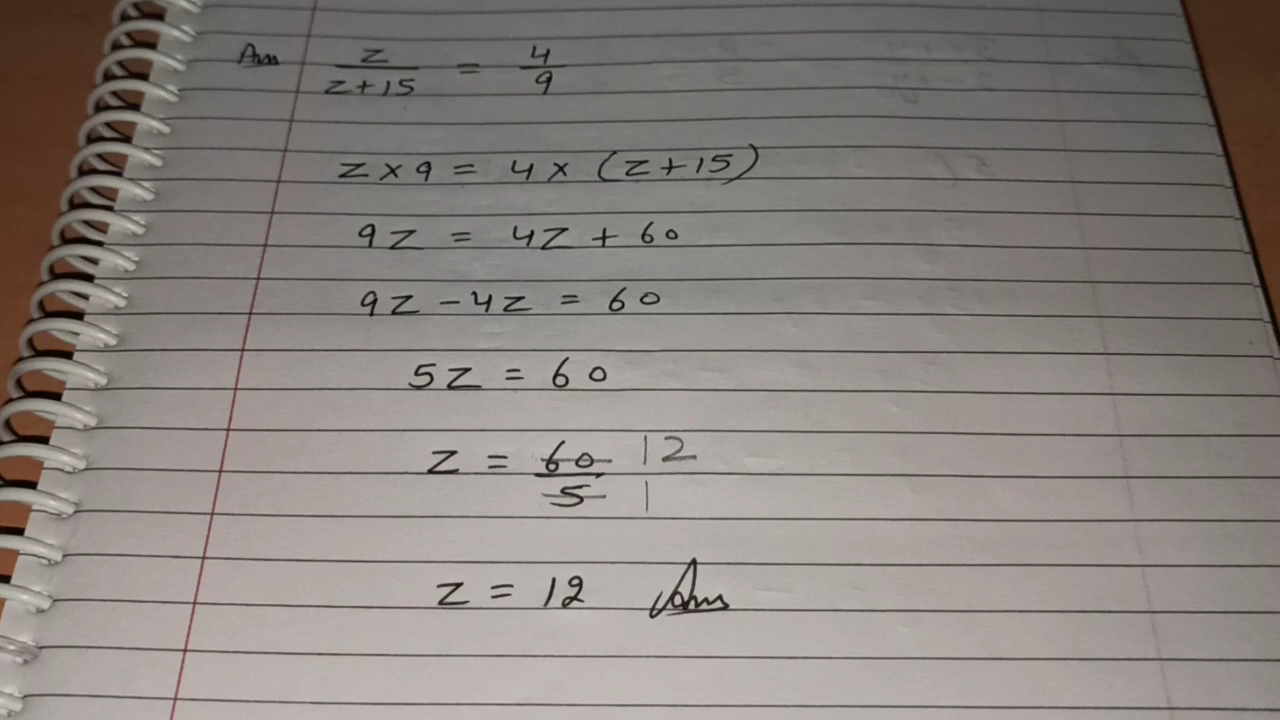 Ans z/(z+15) = 4/9
z × 9 = 4 × (z + 15)
9z = 4z + 60
9z - 4z = 60
5z = 60
z = 60/5 12/1
z = 12 Ans